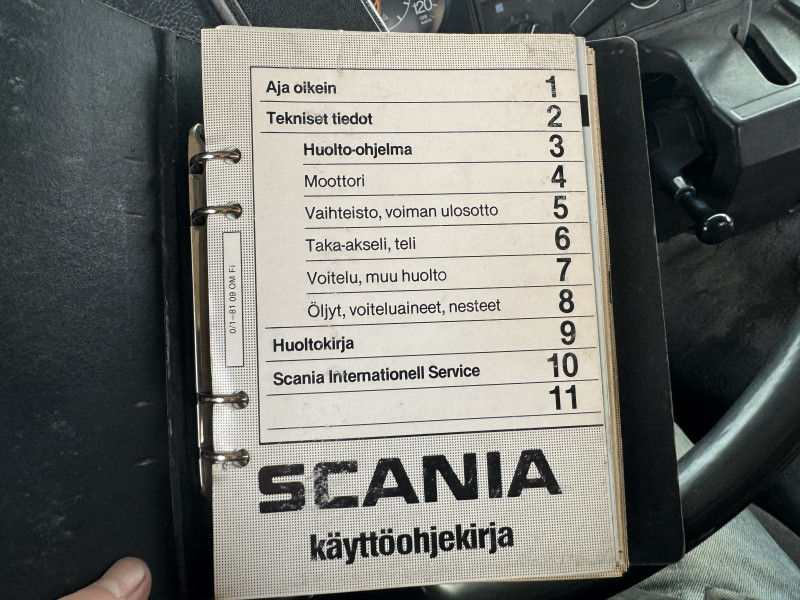 120
Aja oikein 1
Tekniset tiedot 2
Huolto-ohjelma 3
Moottori 4
Vaihteisto, voiman ulosotto 5
Taka-akseli, teli 6
Voitelu, muu huolto 7
Öljyt, voiteluaineet, nesteet 8
Huoltokirja 9
Scania Internationell Service 10
11
0/1–81 09 OM Fi
SCANIA
käyttöohjekirja